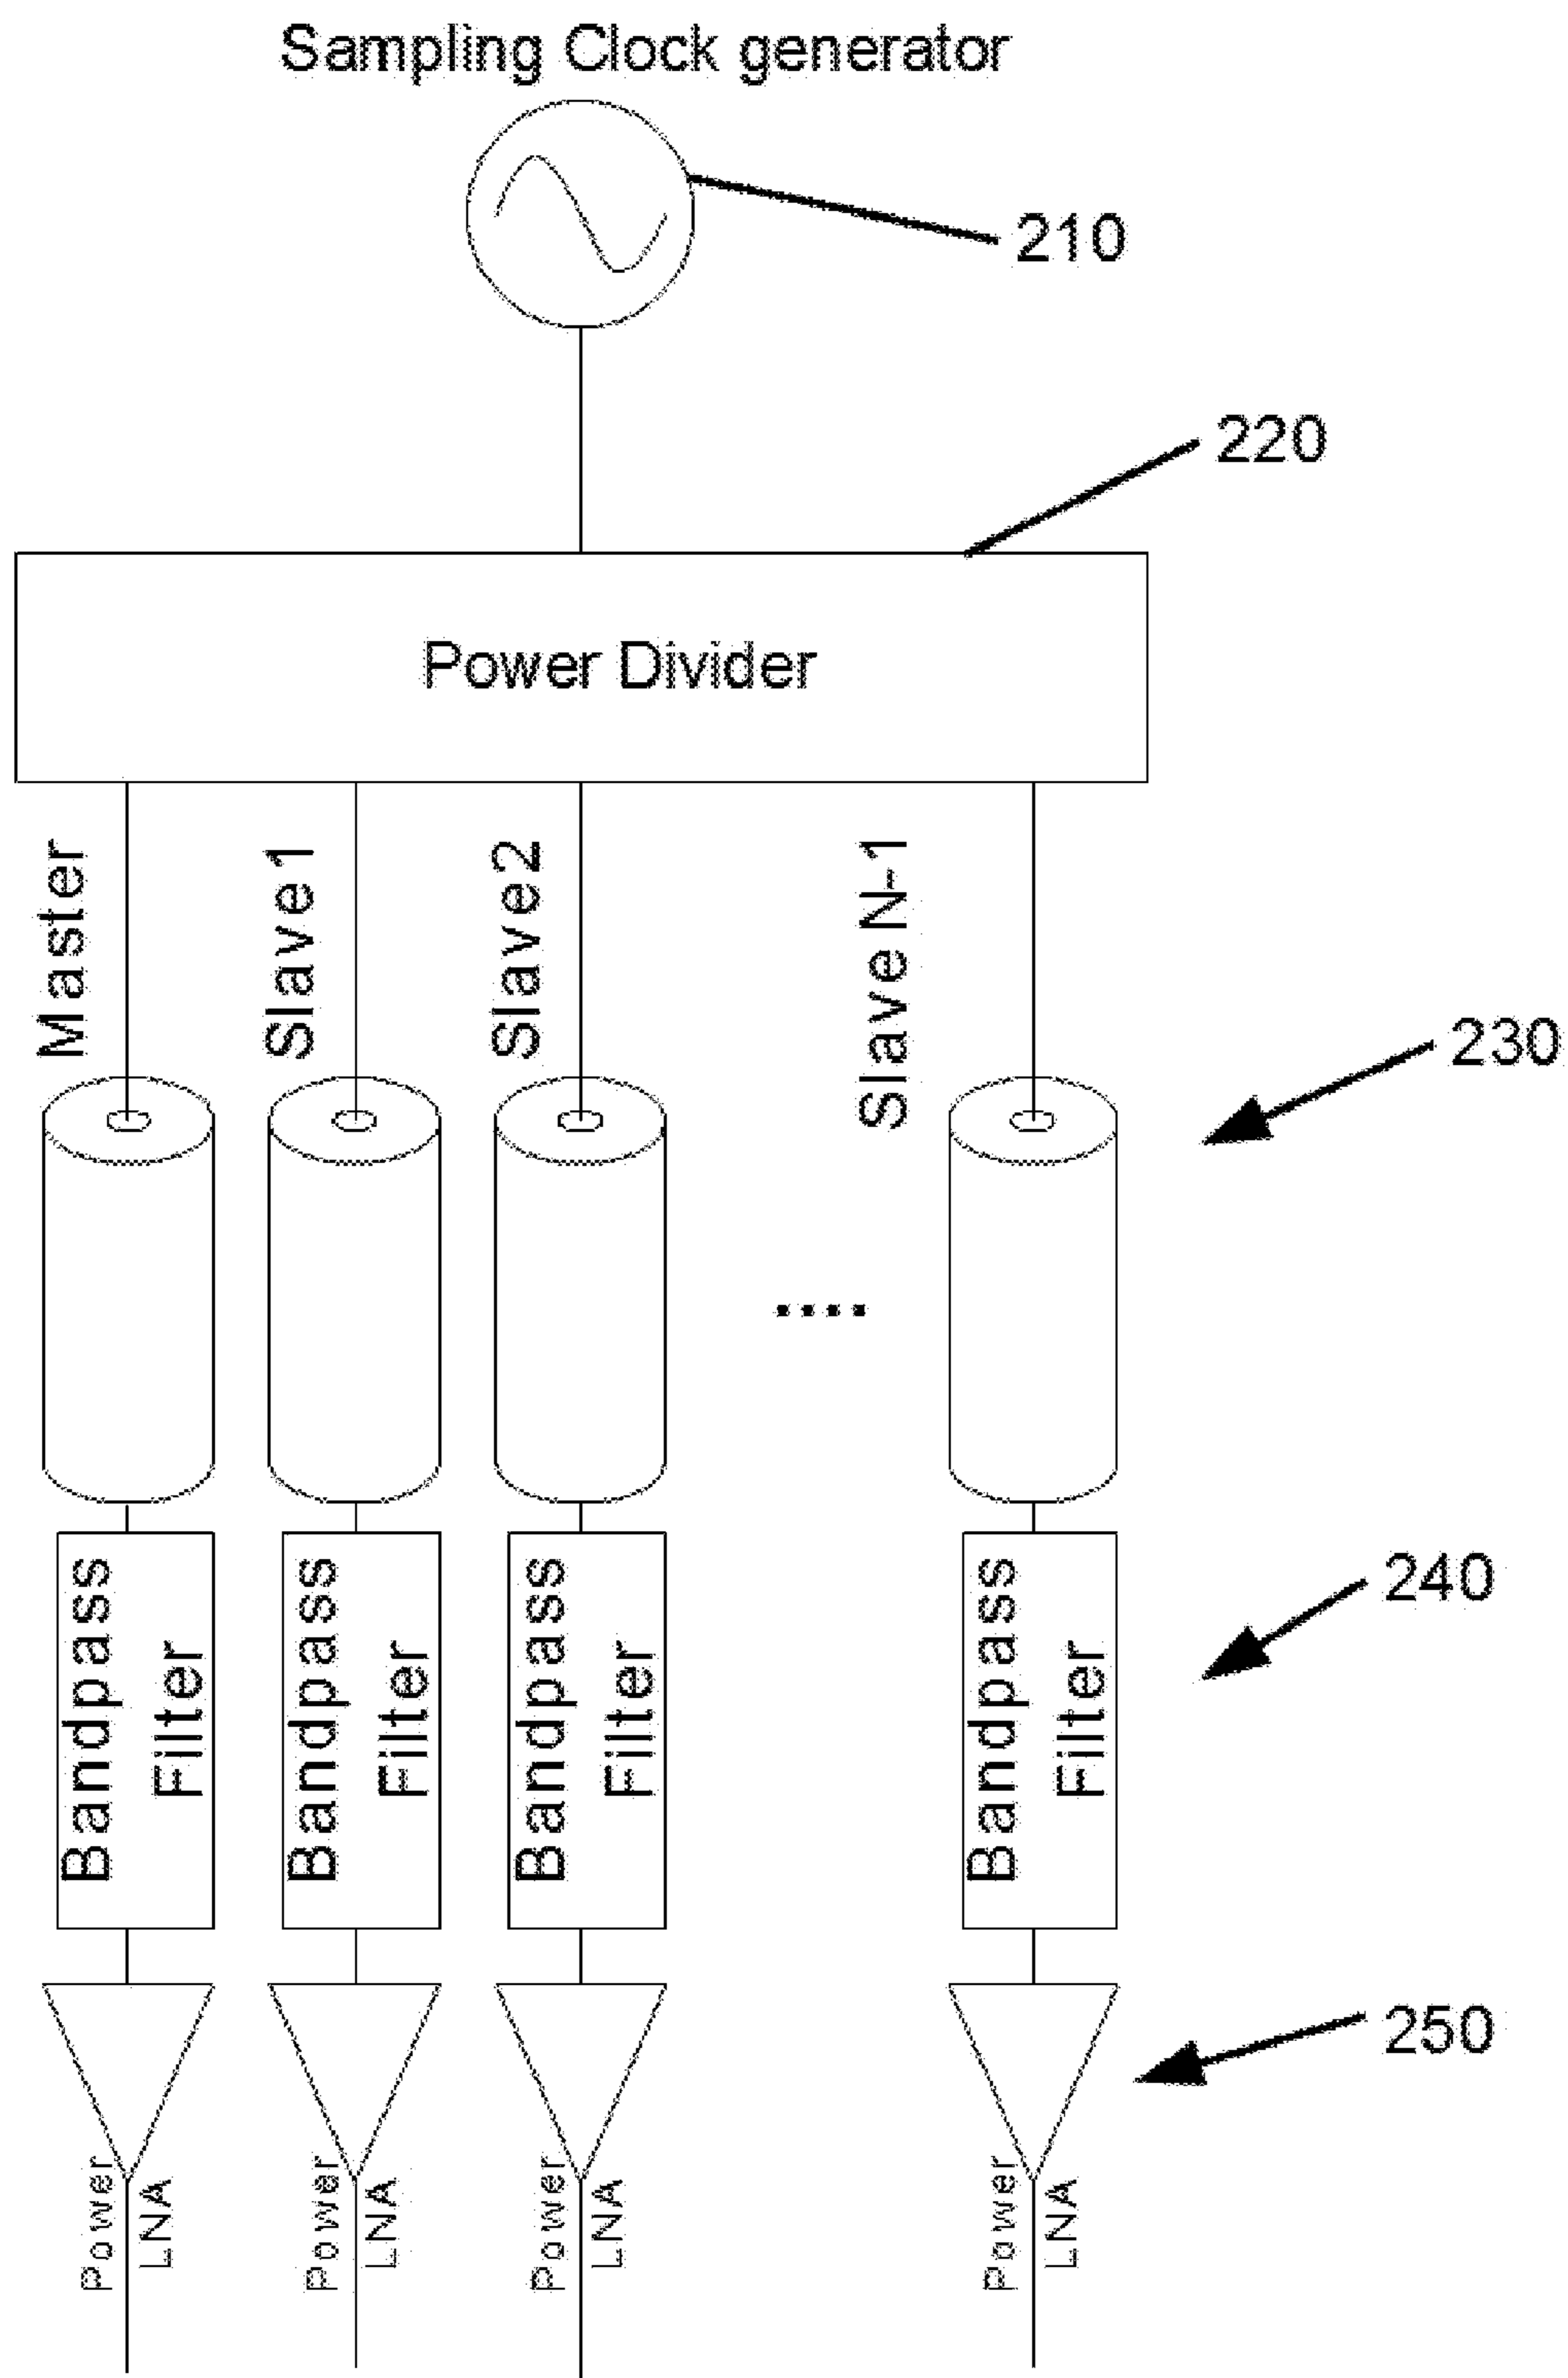 Sampling Clock generator
210
220
Power Divider
Master
Slave1
Slave2
Slave N-1
230
Bandpass
Filter
Bandpass
Filter
Bandpass
Filter
Bandpass
Filter
240
250
Power
LNA
Power
LNA
Power
LNA
Power
LNA